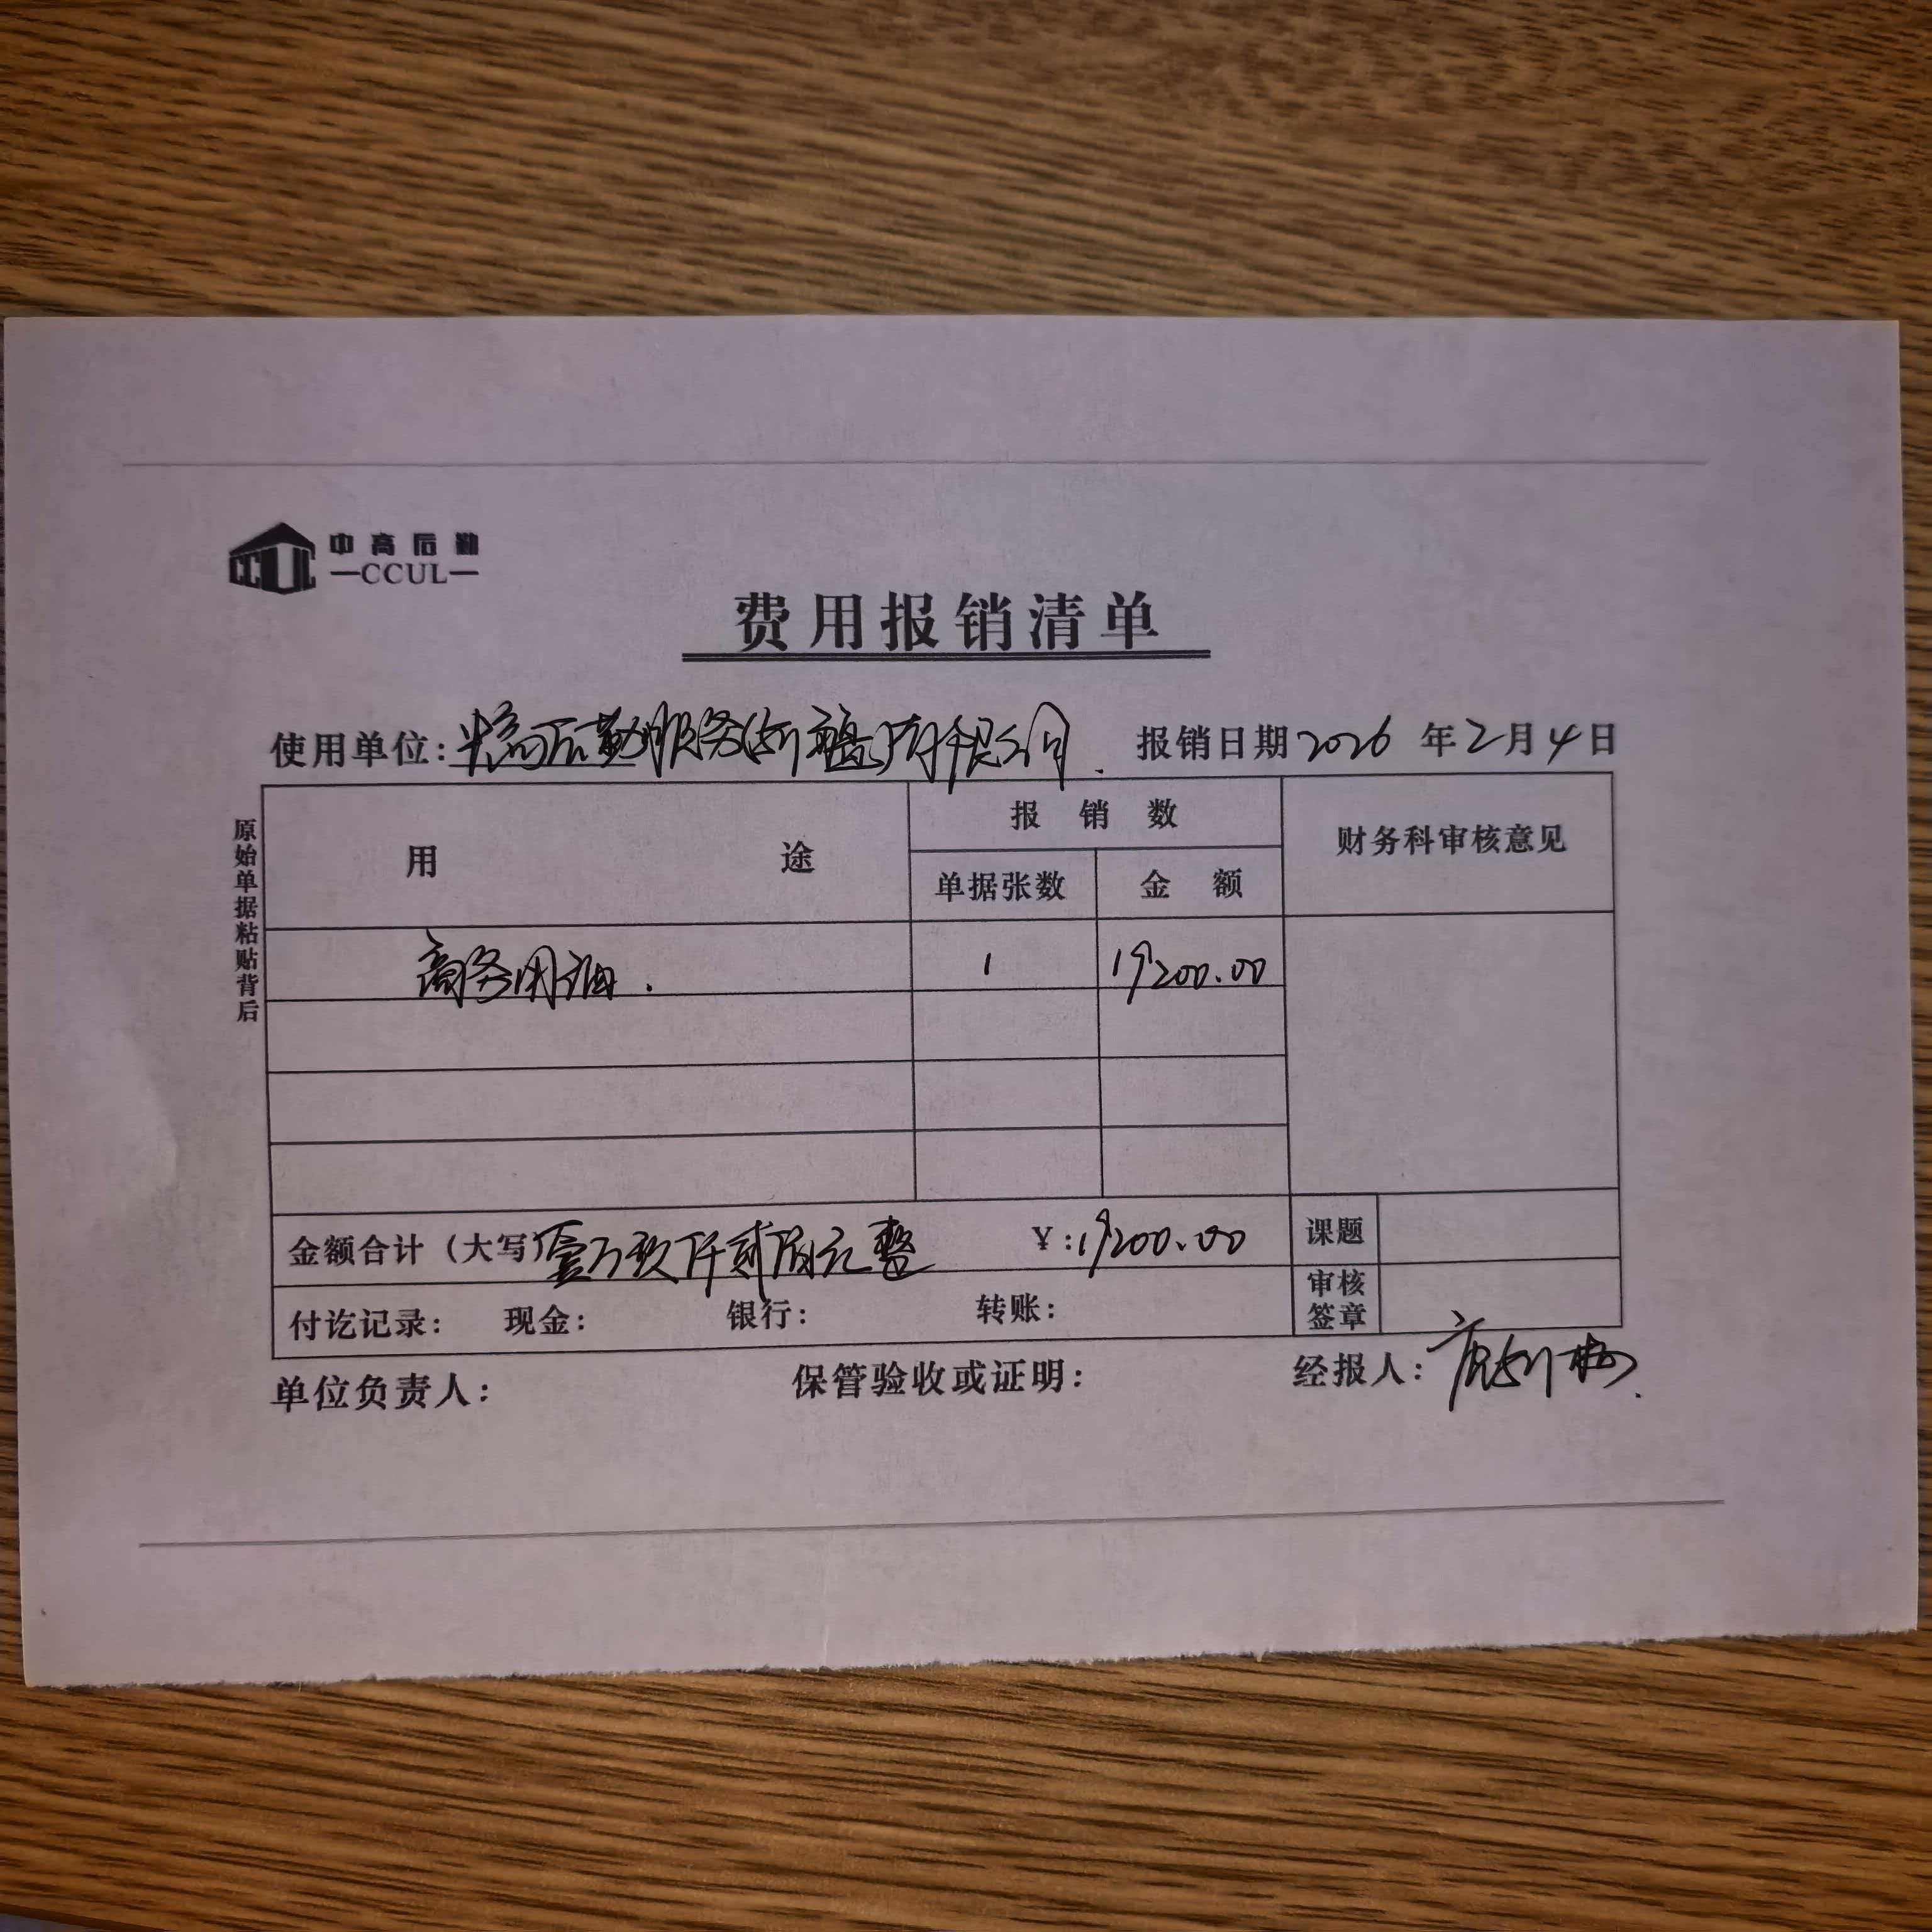 中高后勤
CCUL
费用报销清单
使用单位: 中高后勤服务(新疆)有限公司. 报销日期 2026 年 2 月 4 日
原始单据粘贴背后
用 途 报 销 数 财务科审核意见
单据张数 金 额
商务用油. 1 19200.00
金额合计(大写)壹万玖仟贰佰元整 ¥:19200.00 课题
付讫记录: 现金: 银行: 转账: 审核签章
单位负责人: 保管验收或证明: 经报人: